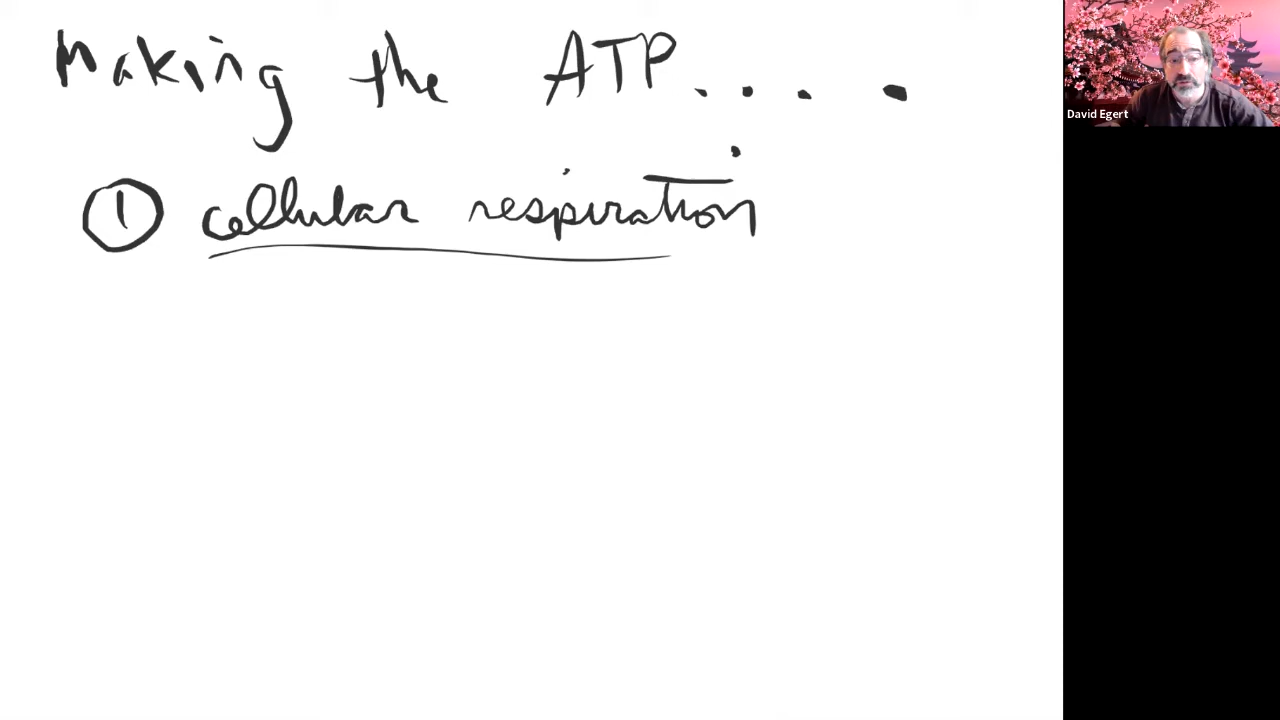 Making the ATP....
① cellular respiration
David Egert